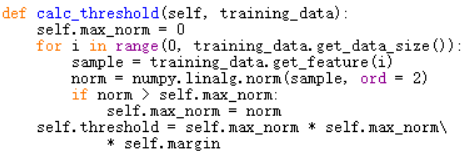 def calc_threshold(self, training_data):
    self.max_norm = 0
    for i in range(0, training_data.get_data_size()):
        sample = training_data.get_feature(i)
        norm = numpy.linalg.norm(sample, ord = 2)
        if norm > self.max_norm:
            self.max_norm = norm
    self.threshold = self.max_norm * self.max_norm\
            * self.margin